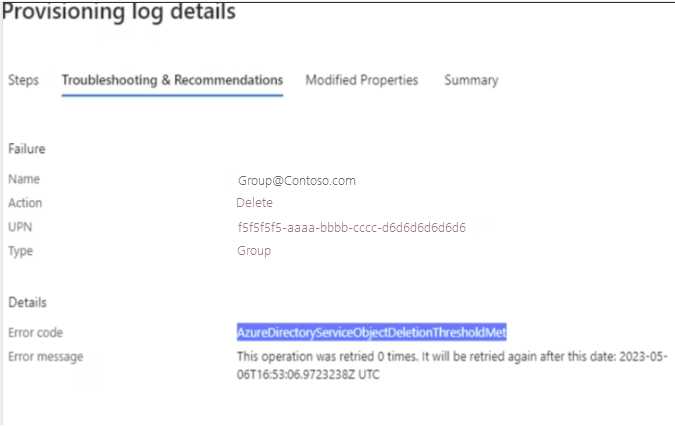 Provisioning log details
Steps Troubleshooting & Recommendations Modified Properties Summary
Failure
Name Group@Contoso.com
Action Delete
UPN f5f5f5f5-aaaa-bbbb-cccc-d6d6d6d6d6d6
Type Group
Details
Error code AzureDirectoryServiceObjectDeletionThresholdMet
Error message This operation was retried 0 times. It will be retried again after this date: 2023-05-
06T16:53:06.9723238Z UTC